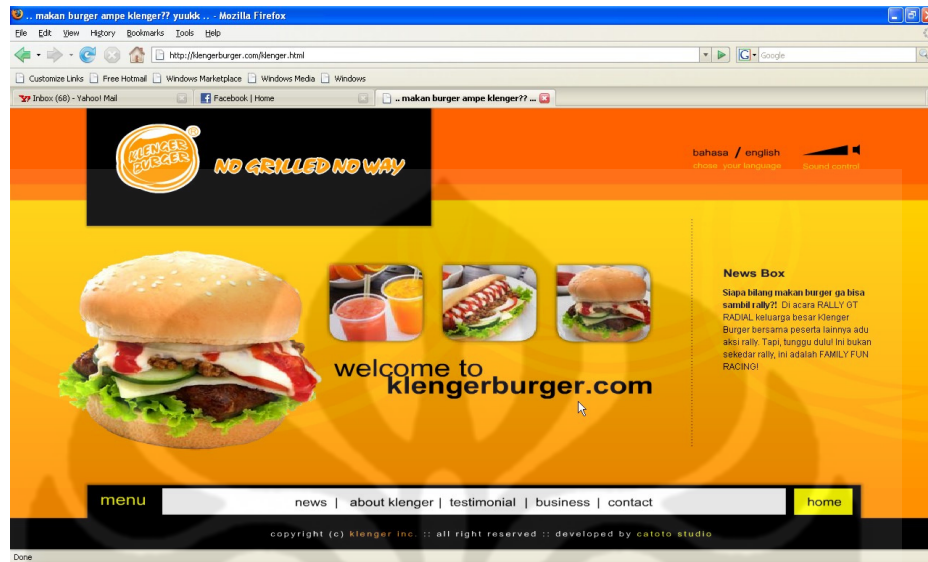 .. makan burger ampe klenger?? yuukk .. - Mozilla Firefox
File Edit View History Bookmarks Tools Help
http://klengerburger.com/klenger.html
Google
Customize Links Free Hotmail Windows Marketplace Windows Media Windows
Inbox (68) - Yahoo! Mail
Facebook | Home
.. makan burger ampe klenger?? ...
KLENGER
BURGER
®
NO GRILLED NO WAY
bahasa / english
chose your language
Sound control
welcome to
klengerburger.com
News Box
Siapa bilang makan burger ga bisa
sambil rally?! Di acara RALLY GT
RADIAL keluarga besar Klenger
Burger bersama peserta lainnya adu
aksi rally. Tapi, tunggu dulu! Ini bukan
sekedar rally, ini adalah FAMILY FUN
RACING!
menu
news | about klenger | testimonial | business | contact
home
copyright (c) klenger inc. :: all right reserved :: developed by catoto studio
Done